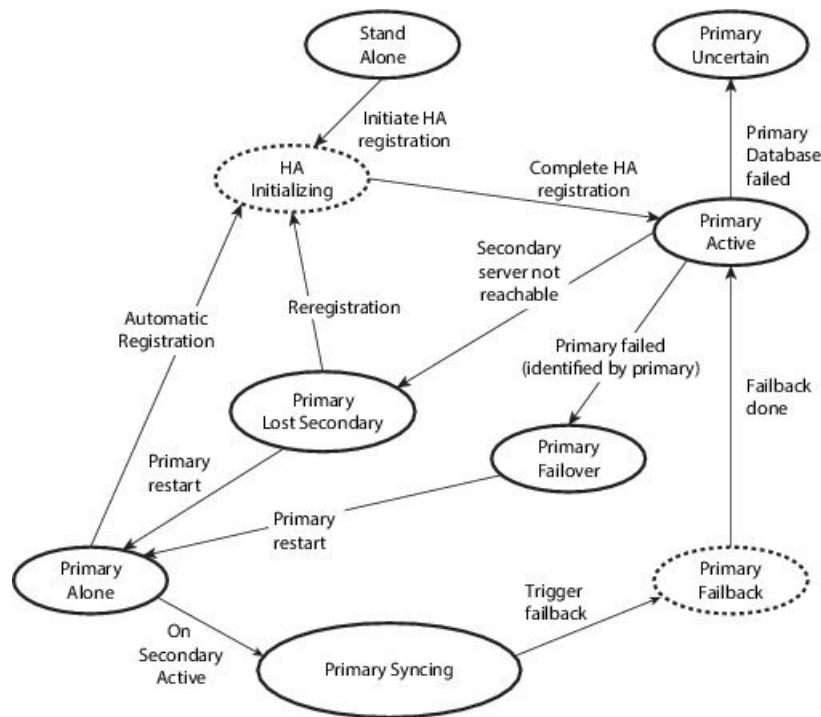 Stand
Alone
Primary
Uncertain
Initiate HA
registration
HA
Initializing
Complete HA
registration
Primary
Database
failed
Primary
Active
Secondary
server not
reachable
Automatic
Registration
Reregistration
Primary failed
(identified by primary)
Failback
done
Primary
Lost Secondary
Primary
Failover
Primary
restart
Primary
restart
Primary
Alone
Primary
Failback
Trigger
failback
On
Secondary
Active
Primary Syncing